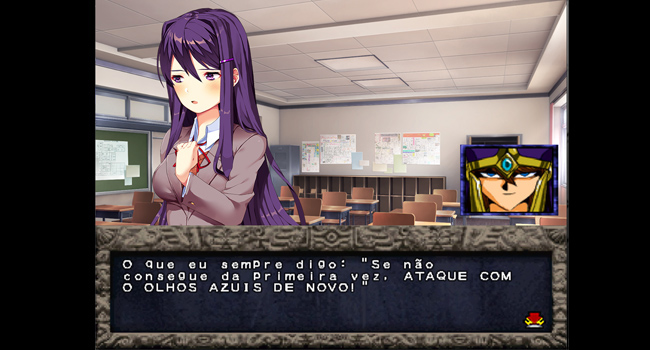 O que eu sempre digo: "Se não
consegue da Primeira vez, ATAQUE COM
O OLHOS AZUIS DE NOVO!"